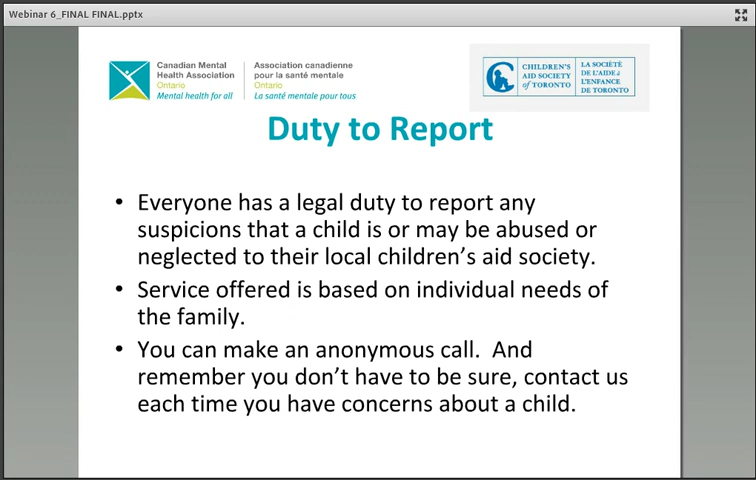 Webinar 6_FINAL FINAL.pptx
Canadian Mental
Health Association
Ontario
Mental health for all
Association canadienne
pour la santé mentale
Ontario
La santé mentale pour tous
CHILDREN'S
AID SOCIETY
of TORONTO
LA SOCIÉTÉ
DE L'AIDE à
L'ENFANCE
DE TORONTO
Duty to Report
• Everyone has a legal duty to report any
suspicions that a child is or may be abused or
neglected to their local children's aid society.
• Service offered is based on individual needs of
the family.
• You can make an anonymous call.  And
remember you don't have to be sure, contact us
each time you have concerns about a child.